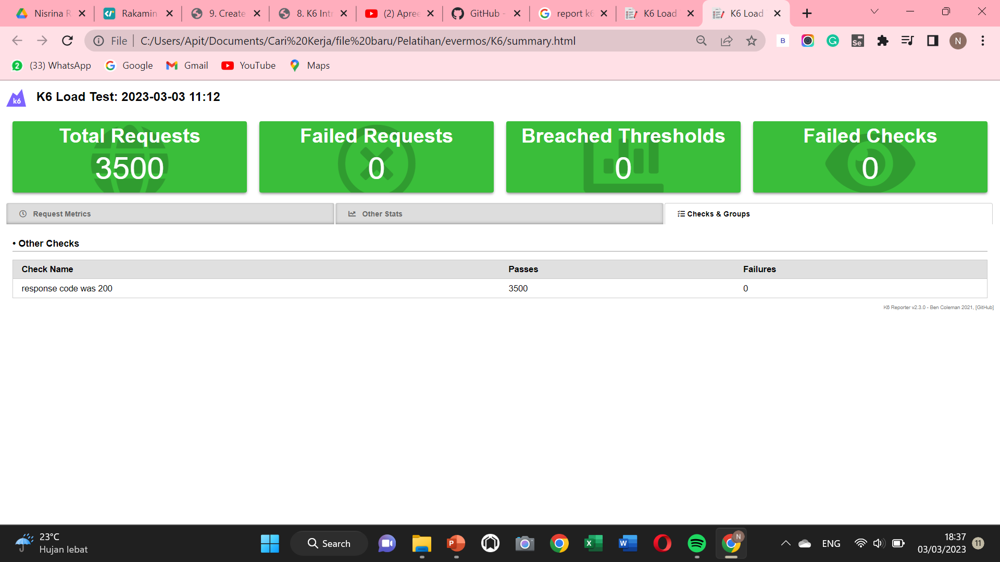 Nisrina R
Rakamin
9. Create
8. K6 Intr
(2) Apree
GitHub -
report k6
K6 Load
K6 Load
File
C:/Users/Apit/Documents/Cari%20Kerja/file%20baru/Pelatihan/evermos/K6/summary.html
B
Se
N
2
(33) WhatsApp
Google
Gmail
YouTube
Maps
k6
K6 Load Test: 2023-03-03 11:12
Total Requests
3500
Failed Requests
0
Breached Thresholds
0
Failed Checks
0
Request Metrics
Other Stats
Checks & Groups
• Other Checks
Check Name Passes Failures
response code was 200 3500 0
K6 Reporter v2.3.0 - Ben Coleman 2021, [GitHub]
23°C
Hujan lebat
Search
P
X
W
N
ENG
18:37
03/03/2023
11